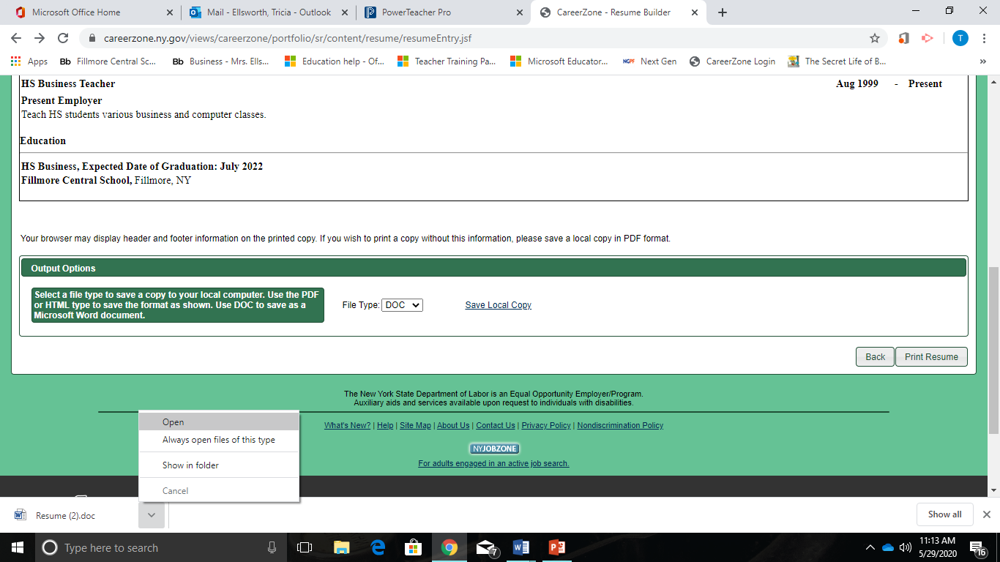 Microsoft Office Home
Mail - Ellsworth, Tricia - Outlook
PowerTeacher Pro
CareerZone - Resume Builder
careerzone.ny.gov/views/careerzone/portfolio/sr/content/resume/resumeEntry.jsf
T
Apps
Bb Fillmore Central Sc...
Bb Business - Mrs. Ells...
Education help - Of...
Teacher Training Pa...
Microsoft Educator...
NGPF Next Gen
CareerZone Login
The Secret Life of B...
HS Business Teacher Aug 1999 - Present
Present Employer
Teach HS students various business and computer classes.
Education
HS Business, Expected Date of Graduation: July 2022
Fillmore Central School, Fillmore, NY
Your browser may display header and footer information on the printed copy. If you wish to print a copy without this information, please save a local copy in PDF format.
Output Options
Select a file type to save a copy to your local computer. Use the PDF
or HTML type to save the format as shown. Use DOC to save as a
Microsoft Word document.
File Type: DOC
Save Local Copy
Back
Print Resume
The New York State Department of Labor is an Equal Opportunity Employer/Program.
Auxiliary aids and services available upon request to individuals with disabilities.
What's New? | Help | Site Map | About Us | Contact Us | Privacy Policy | Nondiscrimination Policy
NYJOBZONE
For adults engaged in an active job search.
Open
Always open files of this type
Show in folder
Cancel
Resume (2).doc
Show all
Type here to search
7
11:13 AM
5/29/2020
16